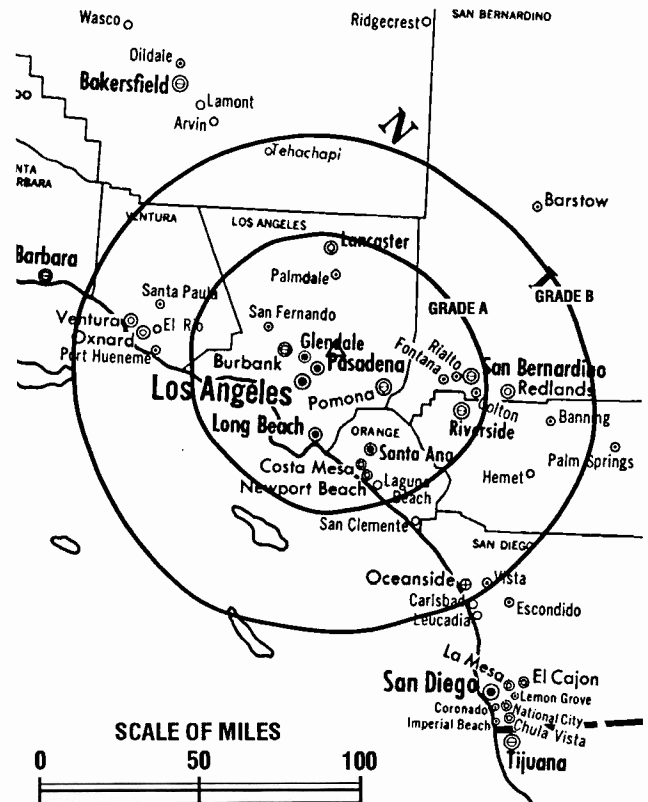 Wasco
Ridgecrest
SAN BERNARDINO
Oildale
Bakersfield
Lamont
Arvin
N
Tehachapi
NTA
RBARA
VENTURA
LOS ANGELES
Barstow
Lancaster
Barbara
Palmdale
Santa Paula
GRADE A
GRADE B
San Fernando
Ventura
El Rio
Oxnard
Port Hueneme
Glendale
Burbank
Pasadena
Fontana
Rialto
San Bernardino
Los Angeles
Pomona
Redlands
Colton
Long Beach
ORANGE
Riverside
Banning
Santa Ana
Costa Mesa
Palm Springs
Newport Beach
Laguna
Beach
Hemet
San Clemente
SAN DIEGO
Oceanside
Vista
Carlsbad
Escondido
Leucadia
La Mesa
El Cajon
San Diego
Lemon Grove
Coronado
National City
Imperial Beach
Chula Vista
Tijuana
SCALE OF MILES
0 50 100